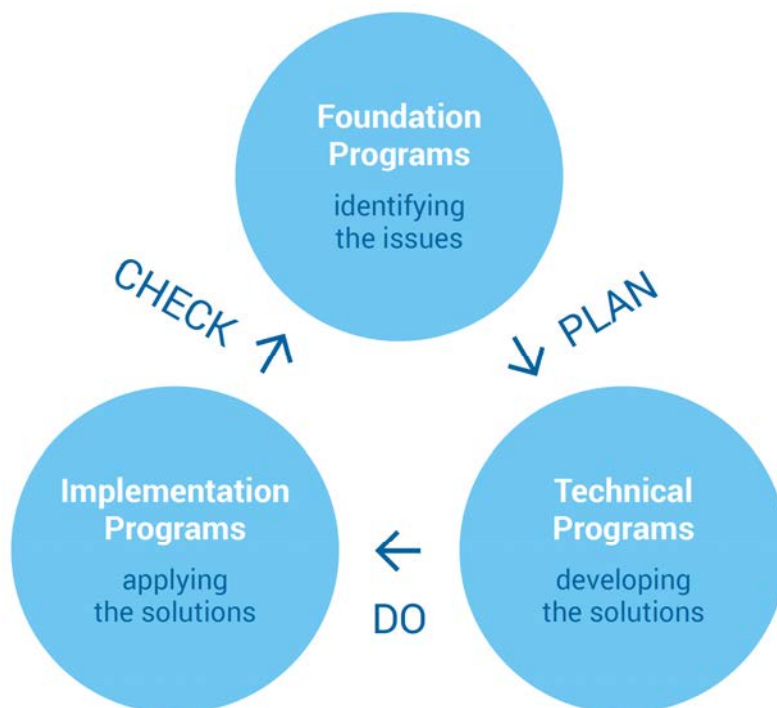 Foundation
Programs
identifying
the issues
CHECK
PLAN
Implementation
Programs
applying
the solutions
DO
Technical
Programs
developing
the solutions